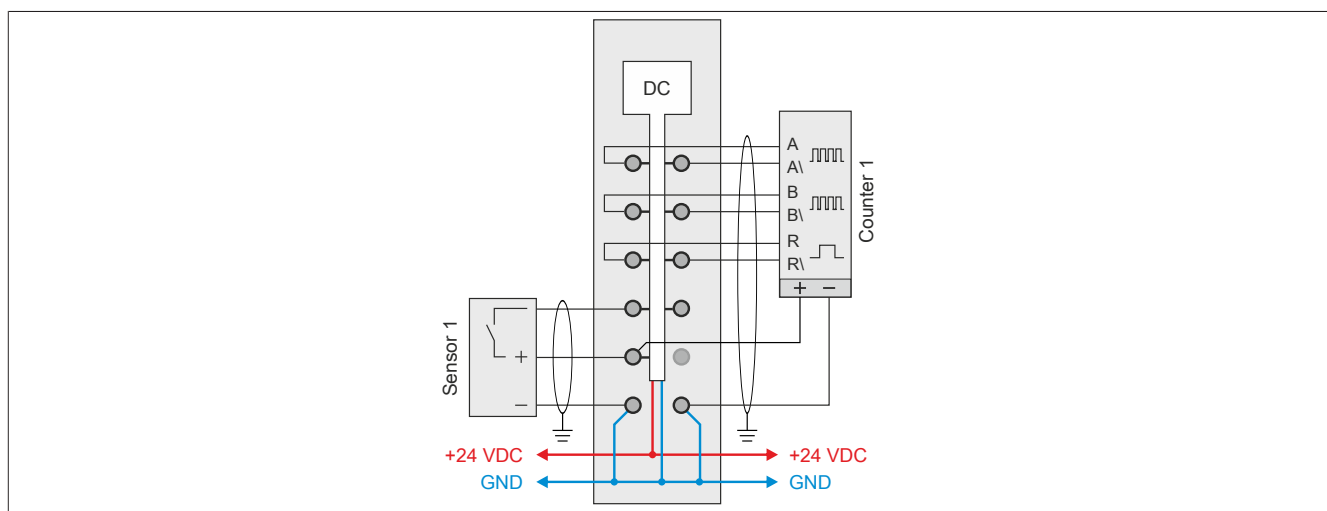 DC
A
A\
B
B\
R
R\
+ −
Counter 1
Sensor 1
+
−
+24 VDC +24 VDC
GND GND